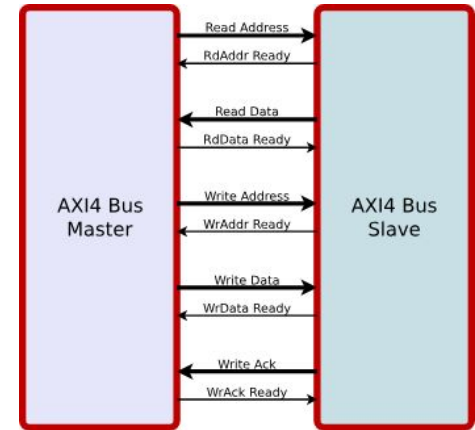 Read Address
RdAddr Ready
Read Data
RdData Ready
Write Address
AXI4 Bus
Master
AXI4 Bus
Slave
WrAddr Ready
Write Data
WrData Ready
Write Ack
WrAck Ready